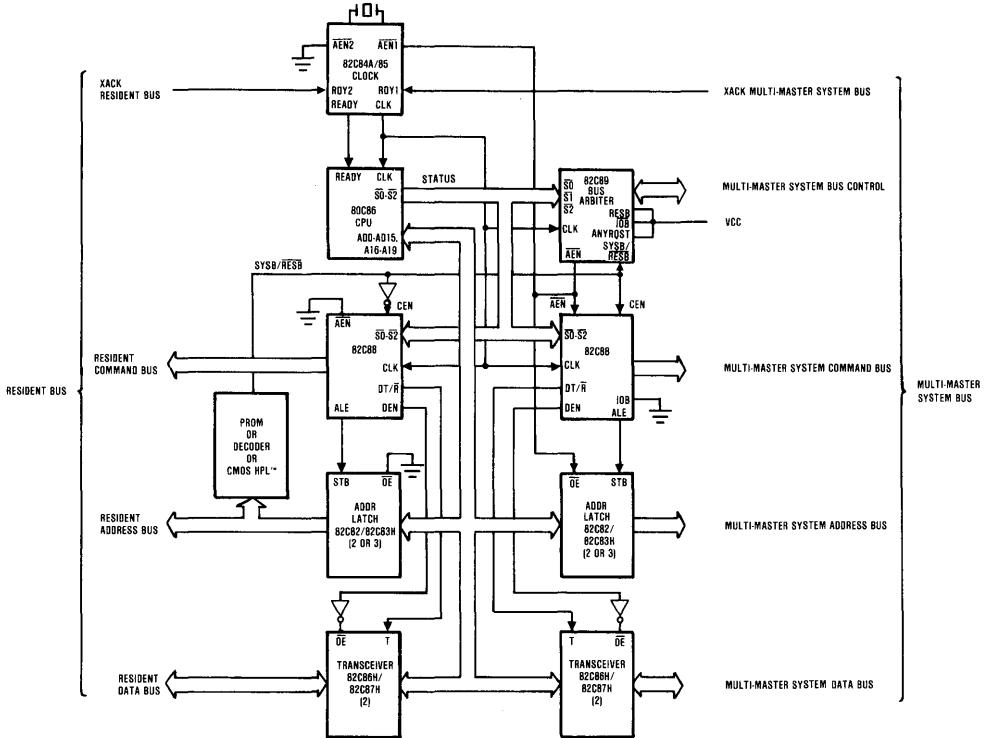 AEN2 AEN1
82C84A/85
CLOCK
XACK
RESIDENT BUS
RDY2 RDY1
READY CLK
XACK MULTI-MASTER SYSTEM BUS
READY CLK
S0-S2
STATUS
80C86
CPU
AD0-AD15,
A16-A19
82C89
BUS
ARBITER
S0
S1
S2
RESB
IOB
ANYRQST
CLK
SYSB/
RESB
AEN
MULTI-MASTER SYSTEM BUS CONTROL
VCC
SYSB/RESB
CEN
AEN
CEN
AEN
S0-S2
82C88
CLK
DT/R
ALE DEN
S0-S2
82C88
CLK
DT/R
DEN
IOB
ALE
RESIDENT
COMMAND BUS
MULTI-MASTER SYSTEM COMMAND BUS
RESIDENT BUS
MULTI-MASTER
SYSTEM BUS
PROM
OR
DECODER
OR
CMOS HPL™
STB OE
ADDR
LATCH
82C82/82C83H
(2 OR 3)
OE STB
ADDR
LATCH
82C82/
82C83H
(2 OR 3)
RESIDENT
ADDRESS BUS
MULTI-MASTER SYSTEM ADDRESS BUS
OE T
TRANSCEIVER
82C86H/
82C87H
(2)
T OE
TRANSCEIVER
82C86H/
82C87H
(2)
RESIDENT
DATA BUS
MULTI-MASTER SYSTEM DATA BUS